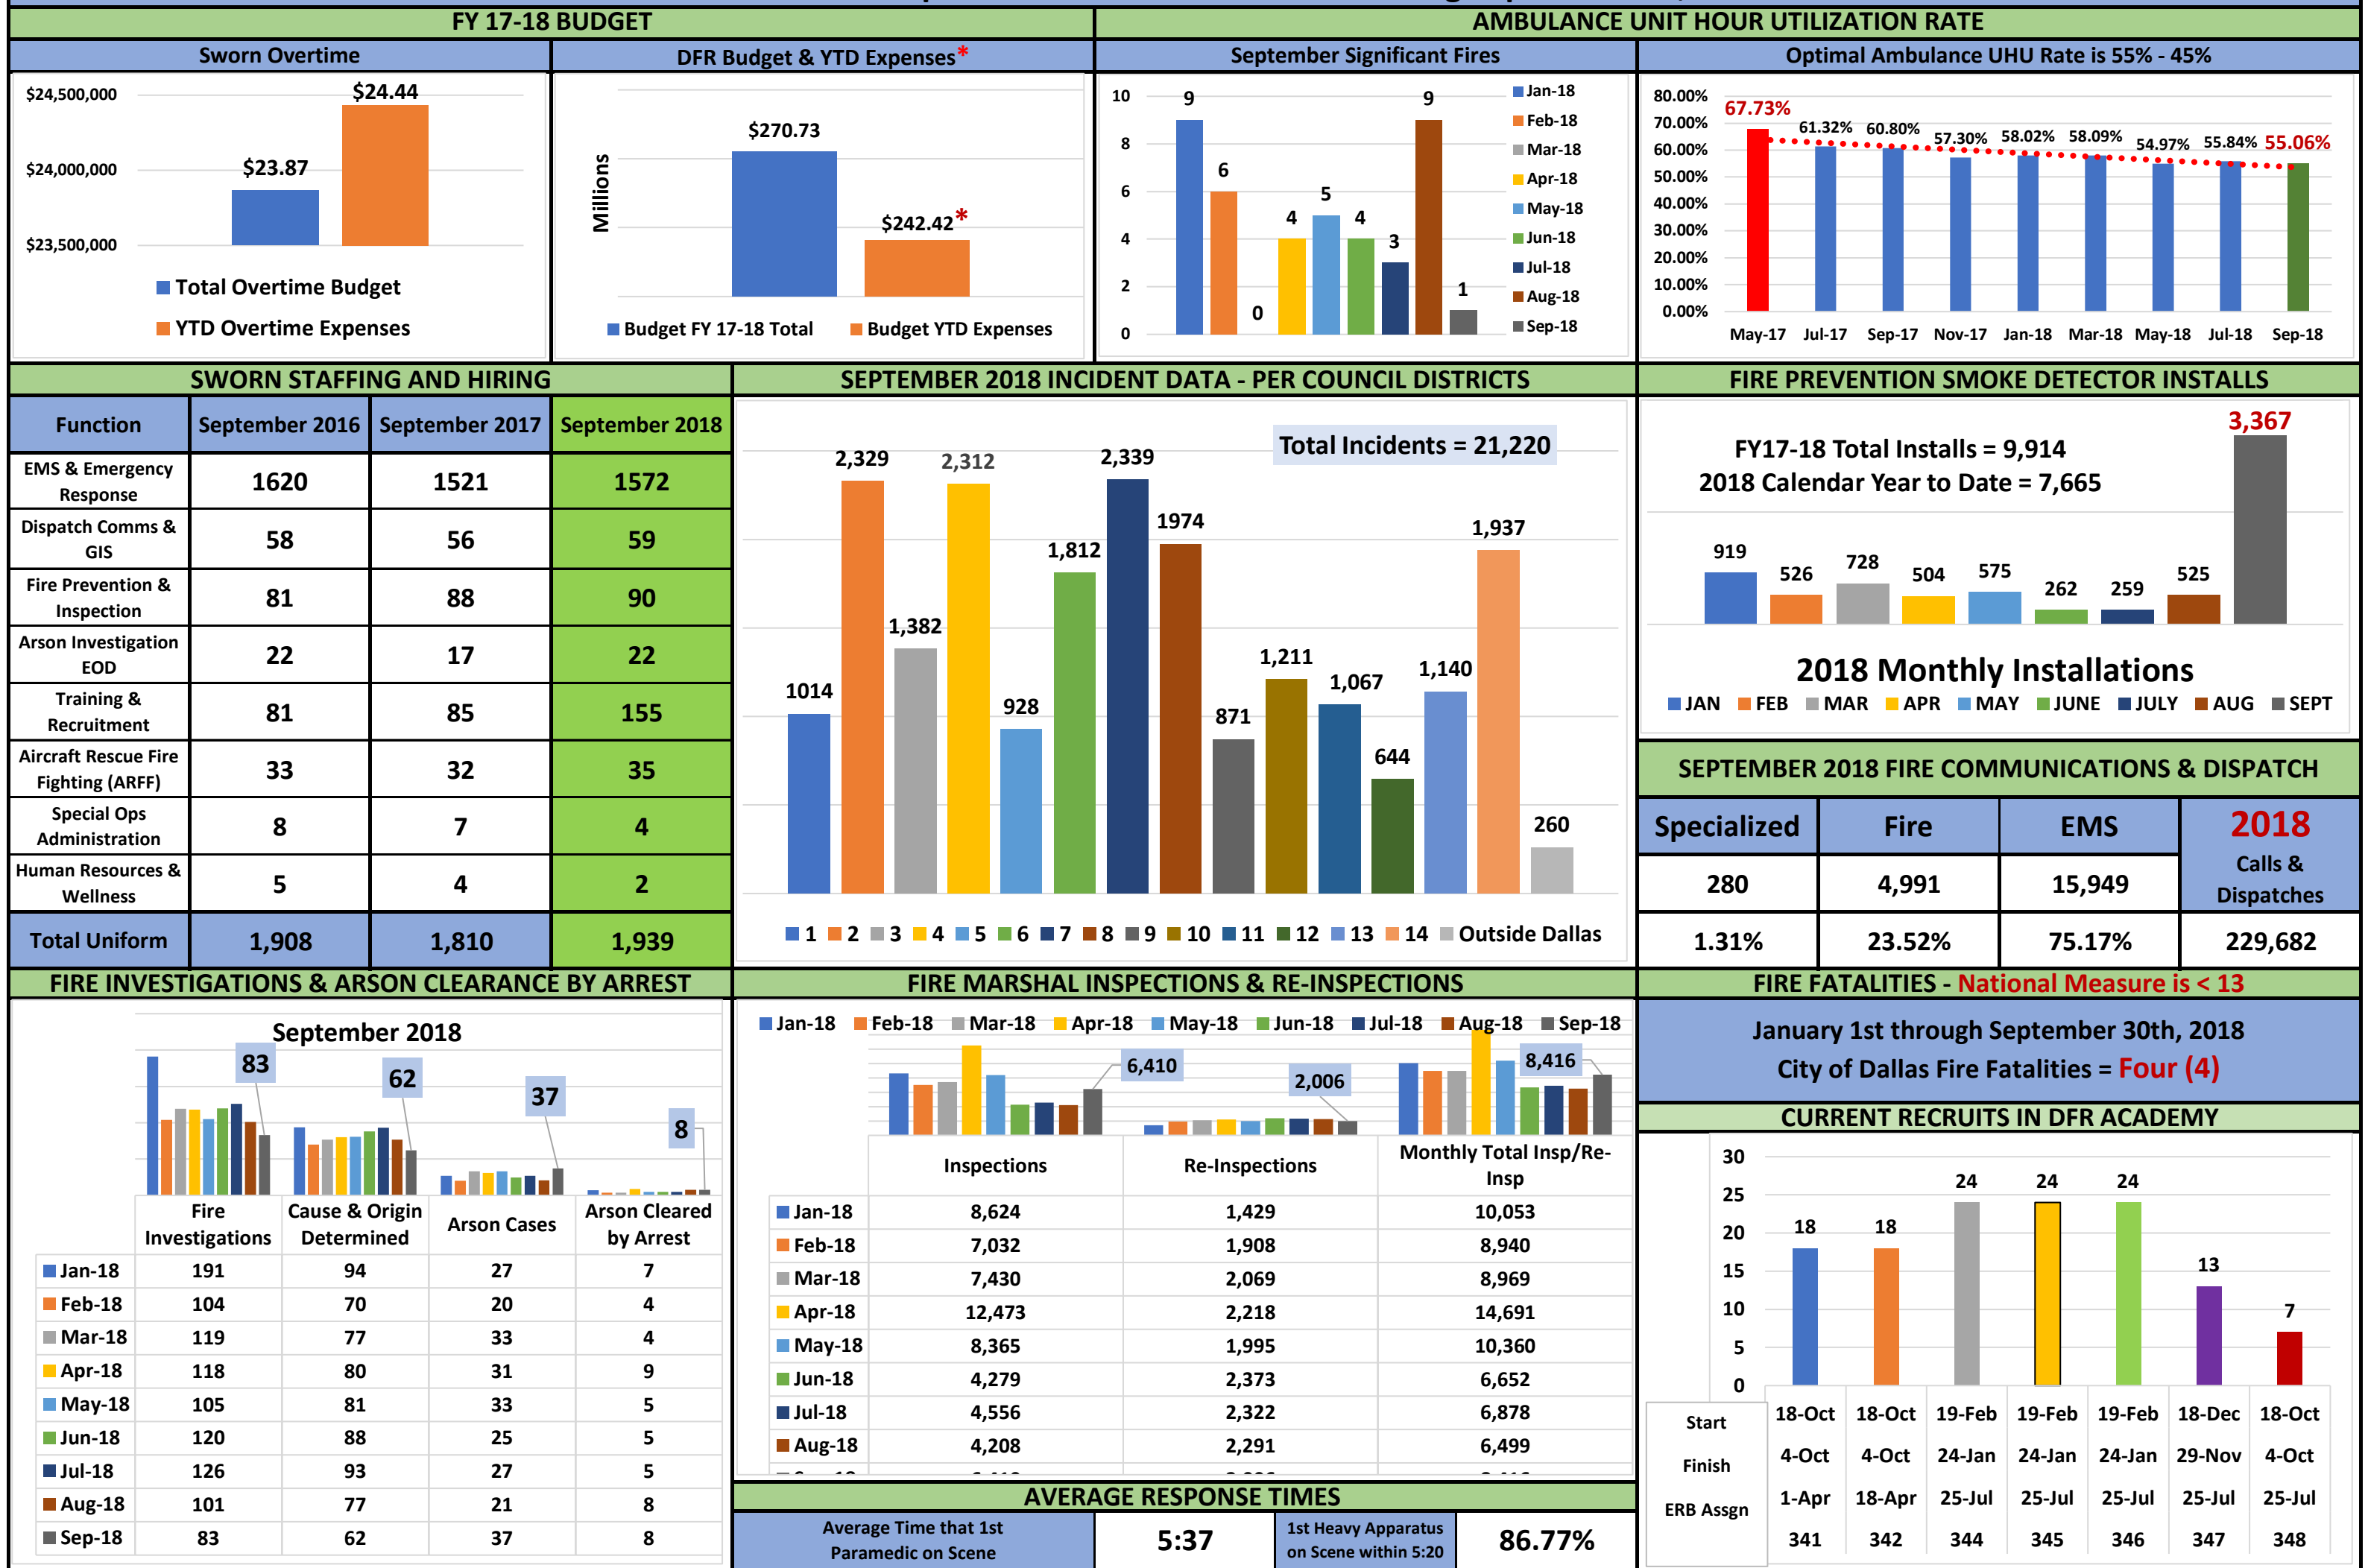 FY 17-18 BUDGET
AMBULANCE UNIT HOUR UTILIZATION RATE
Sworn Overtime
DFR Budget & YTD Expenses*
September Significant Fires
Optimal Ambulance UHU Rate is 55% - 45%
$24,500,000
$24,000,000
$23,500,000
$23.87
$24.44
Total Overtime Budget
YTD Overtime Expenses
Millions
$270.73
$242.42*
Budget FY 17-18 Total
Budget YTD Expenses
10
8
6
4
2
0
9
6
0
4
5
4
3
9
1
Jan-18
Feb-18
Mar-18
Apr-18
May-18
Jun-18
Jul-18
Aug-18
Sep-18
80.00%
70.00%
60.00%
50.00%
40.00%
30.00%
20.00%
10.00%
0.00%
67.73%
61.32%
60.80%
57.30%
58.02%
58.09%
54.97%
55.84%
55.06%
May-17 Jul-17 Sep-17 Nov-17 Jan-18 Mar-18 May-18 Jul-18 Sep-18
SWORN STAFFING AND HIRING
Function September 2016 September 2017 September 2018
EMS & Emergency
Response
1620 1521 1572
Dispatch Comms &
GIS
58 56 59
Fire Prevention &
Inspection
81 88 90
Arson Investigation
EOD
22 17 22
Training &
Recruitment
81 85 155
Aircraft Rescue Fire
Fighting (ARFF)
33 32 35
Special Ops
Administration
8 7 4
Human Resources &
Wellness
5 4 2
Total Uniform 1,908 1,810 1,939
SEPTEMBER 2018 INCIDENT DATA - PER COUNCIL DISTRICTS
Total Incidents = 21,220
1014
2,329
1,382
2,312
928
1,812
2,339
1974
871
1,211
1,067
644
1,140
1,937
260
1 2 3 4 5 6 7 8 9 10 11 12 13 14 Outside Dallas
FIRE PREVENTION SMOKE DETECTOR INSTALLS
3,367
FY17-18 Total Installs = 9,914
2018 Calendar Year to Date = 7,665
919
526
728
504
575
262
259
525
2018 Monthly Installations
JAN FEB MAR APR MAY JUNE JULY AUG SEPT
SEPTEMBER 2018 FIRE COMMUNICATIONS & DISPATCH
Specialized Fire EMS 2018
Calls &
Dispatches
280 4,991 15,949
1.31% 23.52% 75.17% 229,682
FIRE INVESTIGATIONS & ARSON CLEARANCE BY ARREST
September 2018
83
62
37
8
Fire
Investigations
Cause & Origin
Determined
Arson Cases
Arson Cleared
by Arrest
Jan-18 191 94 27 7
Feb-18 104 70 20 4
Mar-18 119 77 33 4
Apr-18 118 80 31 9
May-18 105 81 33 5
Jun-18 120 88 25 5
Jul-18 126 93 27 5
Aug-18 101 77 21 8
Sep-18 83 62 37 8
FIRE MARSHAL INSPECTIONS & RE-INSPECTIONS
Jan-18 Feb-18 Mar-18 Apr-18 May-18 Jun-18 Jul-18 Aug-18 Sep-18
6,410
2,006
8,416
Inspections
Re-Inspections
Monthly Total Insp/Re-
Insp
Jan-18 8,624 1,429 10,053
Feb-18 7,032 1,908 8,940
Mar-18 7,430 2,069 8,969
Apr-18 12,473 2,218 14,691
May-18 8,365 1,995 10,360
Jun-18 4,279 2,373 6,652
Jul-18 4,556 2,322 6,878
Aug-18 4,208 2,291 6,499
AVERAGE RESPONSE TIMES
Average Time that 1st
Paramedic on Scene
5:37
1st Heavy Apparatus
on Scene within 5:20
86.77%
FIRE FATALITIES - National Measure is < 13
January 1st through September 30th, 2018
City of Dallas Fire Fatalities = Four (4)
CURRENT RECRUITS IN DFR ACADEMY
30
25
20
15
10
5
0
18
18
24
24
24
13
7
Start
Finish
ERB Assgn
18-Oct 18-Oct 19-Feb 19-Feb 19-Feb 18-Dec 18-Oct
4-Oct 4-Oct 24-Jan 24-Jan 24-Jan 29-Nov 4-Oct
1-Apr 18-Apr 25-Jul 25-Jul 25-Jul 25-Jul 25-Jul
341 342 344 345 346 347 348